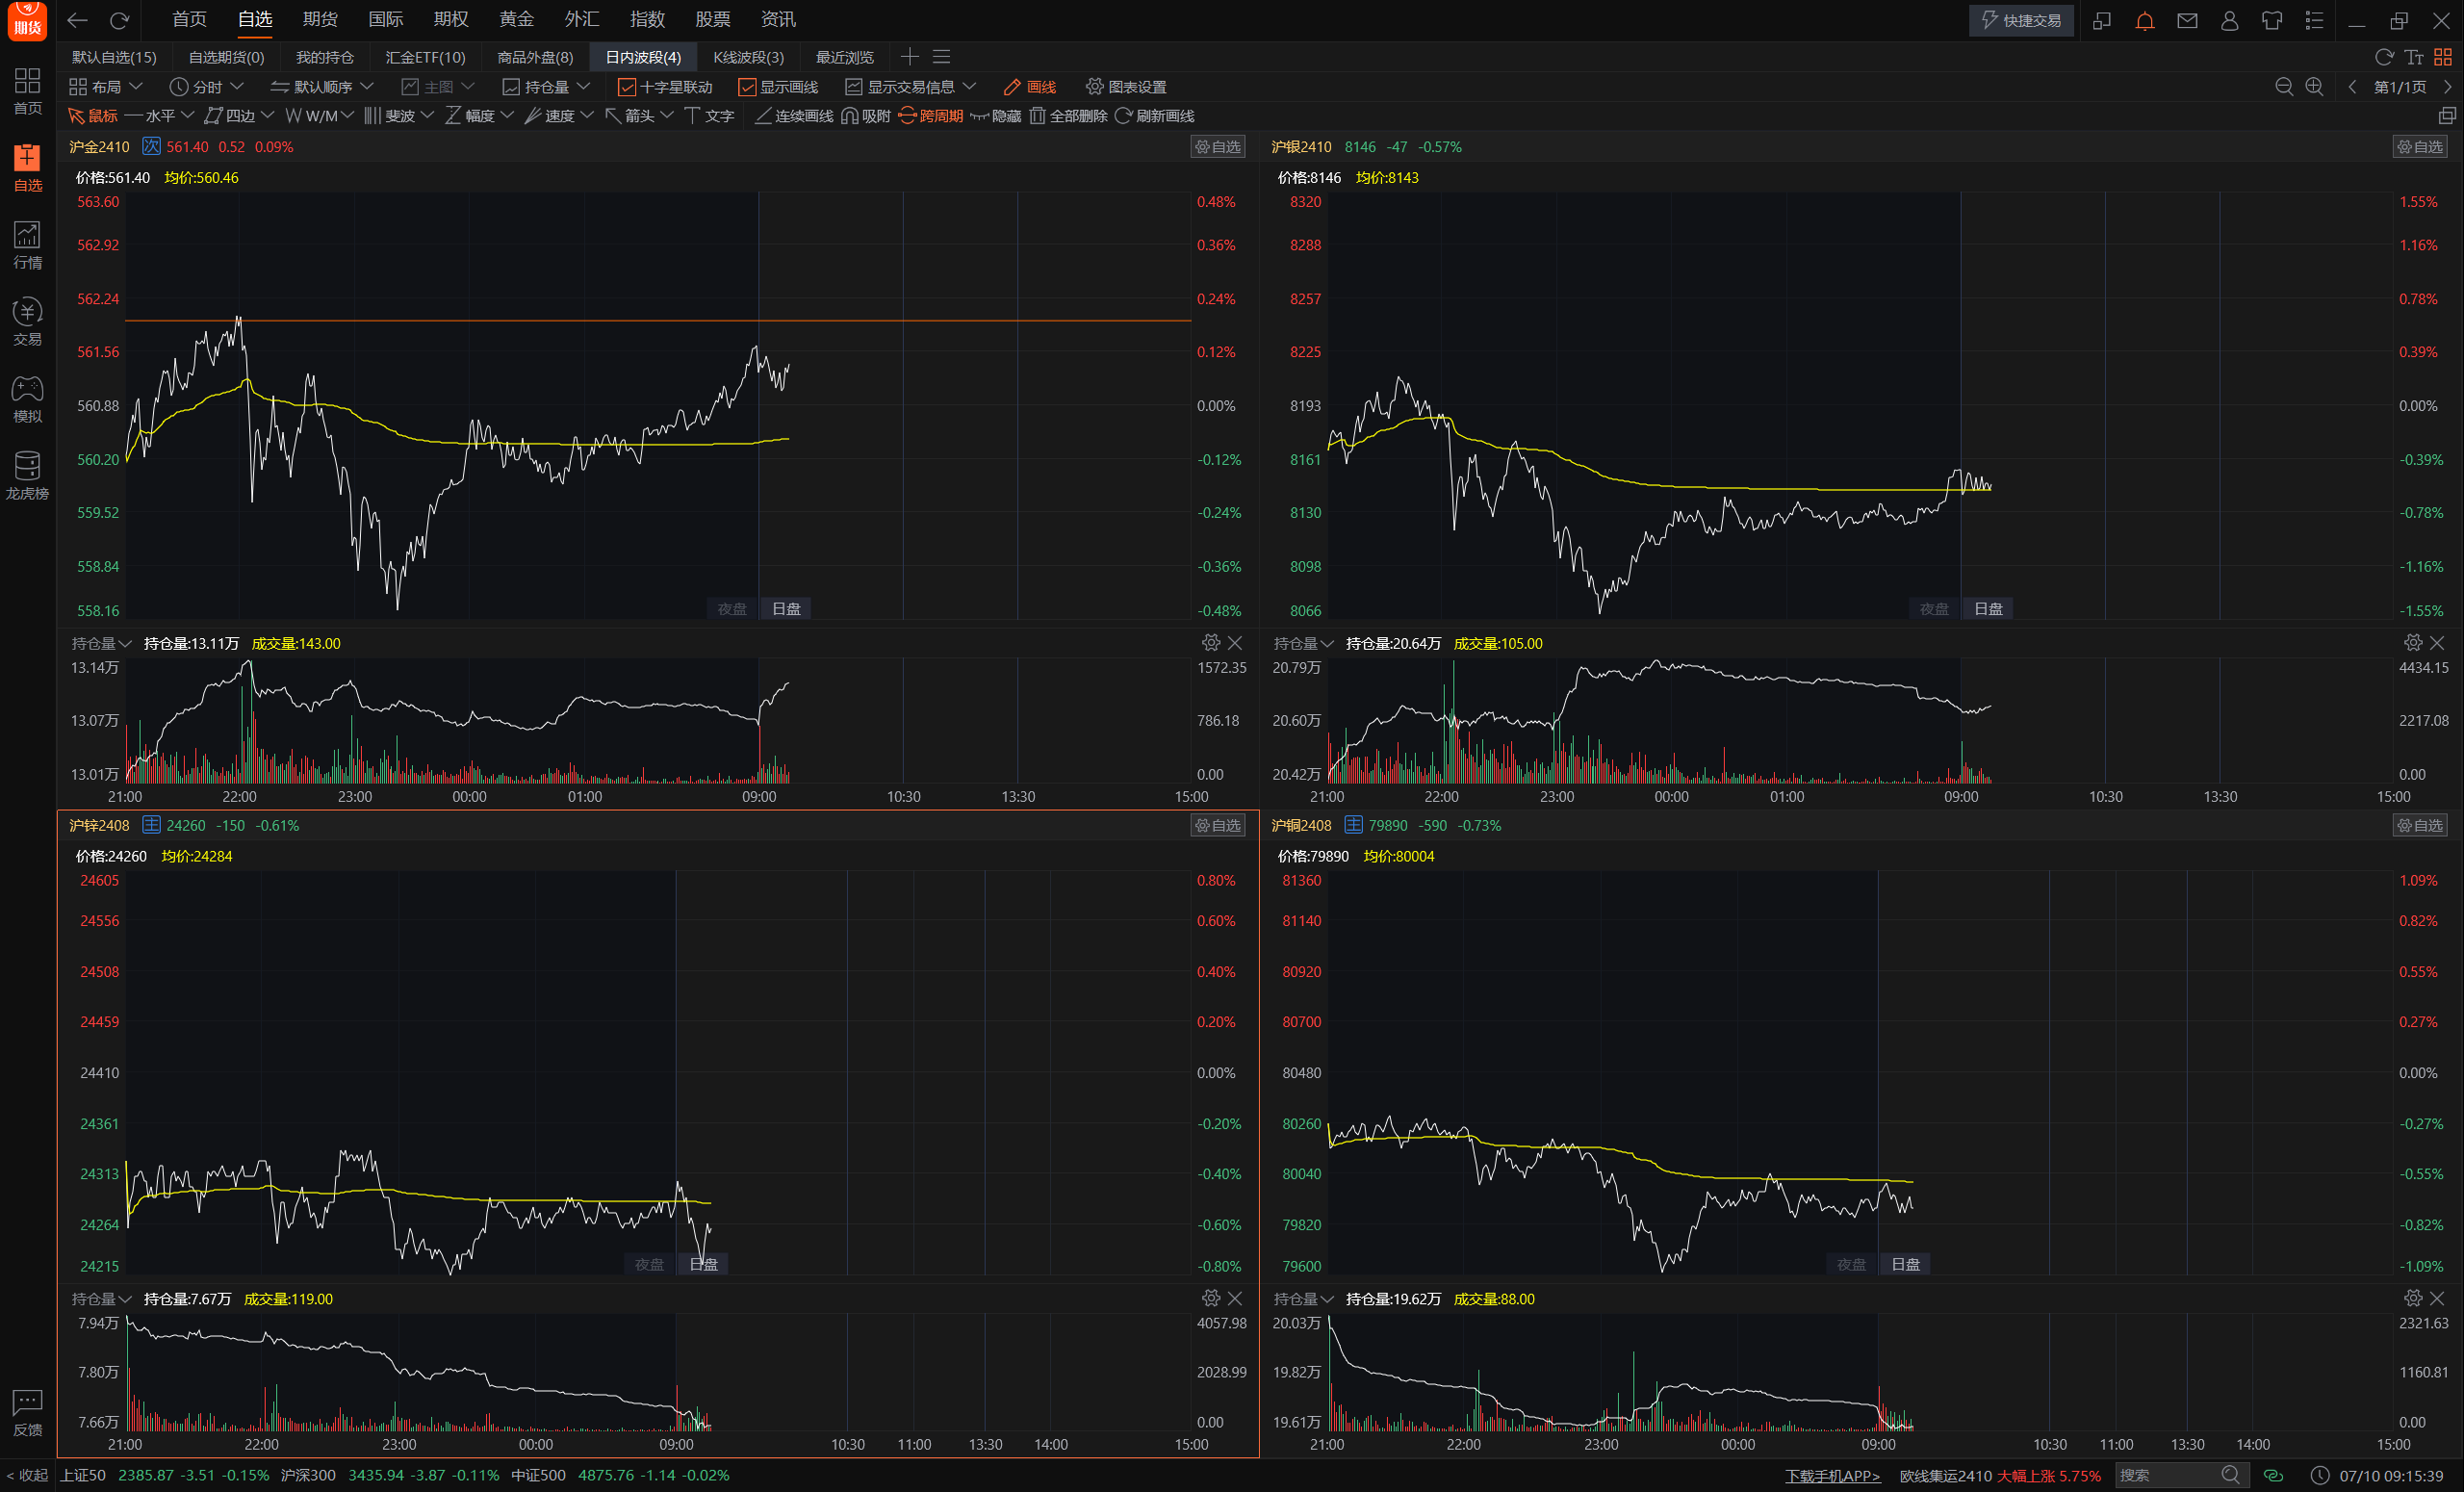 期货 首页 自选 期货 国际 期权 黄金 外汇 指数 股票 资讯 快捷交易
默认自选(15) 自选期货(0) 我的持仓 汇金ETF(10) 商品外盘(8) 日内波段(4) K线波段(3) 最近浏览
布局 分时 默认顺序 主图 持仓量 十字星联动 显示画线 显示交易信息 画线 图表设置 第1/1页
鼠标 水平 四边 W/M 斐波 幅度 速度 箭头 文字 连续画线 吸附 跨周期 隐藏 全部删除 刷新画线
首页
自选
行情
交易
模拟
龙虎榜
反馈
< 收起
沪金2410 次 561.40 0.52 0.09% 自选
价格:561.40 均价:560.46
563.60 0.48%
562.92 0.36%
562.24 0.24%
561.56 0.12%
560.88 0.00%
560.20 -0.12%
559.52 -0.24%
558.84 -0.36%
558.16 夜盘 日盘 -0.48%
持仓量 持仓量:13.11万 成交量:143.00
13.14万 1572.35
13.07万 786.18
13.01万 0.00
21:00 22:00 23:00 00:00 01:00 09:00 10:30 13:30 15:00
沪银2410 8146 -47 -0.57% 自选
价格:8146 均价:8143
8320 1.55%
8288 1.16%
8257 0.78%
8225 0.39%
8193 0.00%
8161 -0.39%
8130 -0.78%
8098 -1.16%
8066 夜盘 日盘 -1.55%
持仓量 持仓量:20.64万 成交量:105.00
20.79万 4434.15
20.60万 2217.08
20.42万 0.00
21:00 22:00 23:00 00:00 01:00 09:00 10:30 13:30 15:00
沪锌2408 主 24260 -150 -0.61% 自选
价格:24260 均价:24284
24605 0.80%
24556 0.60%
24508 0.40%
24459 0.20%
24410 0.00%
24361 -0.20%
24313 -0.40%
24264 -0.60%
24215 夜盘 日盘 -0.80%
持仓量 持仓量:7.67万 成交量:119.00
7.94万 4057.98
7.80万 2028.99
7.66万 0.00
21:00 22:00 23:00 00:00 09:00 10:30 11:00 13:30 14:00 15:00
沪铜2408 主 79890 -590 -0.73% 自选
价格:79890 均价:80004
81360 1.09%
81140 0.82%
80920 0.55%
80700 0.27%
80480 0.00%
80260 -0.27%
80040 -0.55%
79820 -0.82%
79600 夜盘 日盘 -1.09%
持仓量 持仓量:19.62万 成交量:88.00
20.03万 2321.63
19.82万 1160.81
19.61万 0.00
21:00 22:00 23:00 00:00 09:00 10:30 11:00 13:30 14:00 15:00
上证50 2385.87 -3.51 -0.15% 沪深300 3435.94 -3.87 -0.11% 中证500 4875.76 -1.14 -0.02% 下载手机APP> 欧线集运2410 大幅上涨 5.75% 搜索 07/10 09:15:39